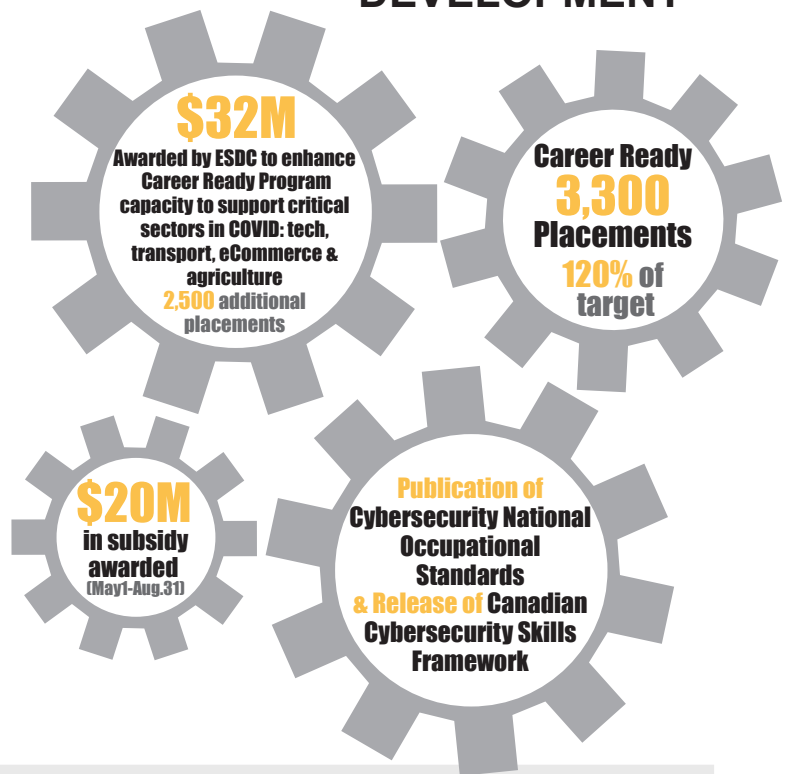 DEVELOPMENT
$32M
Awarded by ESDC to enhance
Career Ready Program
capacity to support critical
sectors in COVID: tech,
transport, eCommerce &
agriculture
2,500 additional
placements
Career Ready
3,300
Placements
120% of
target
$20M
in subsidy
awarded
(May1-Aug.31)
Publication of
Cybersecurity National
Occupational
Standards
& Release of Canadian
Cybersecurity Skills
Framework